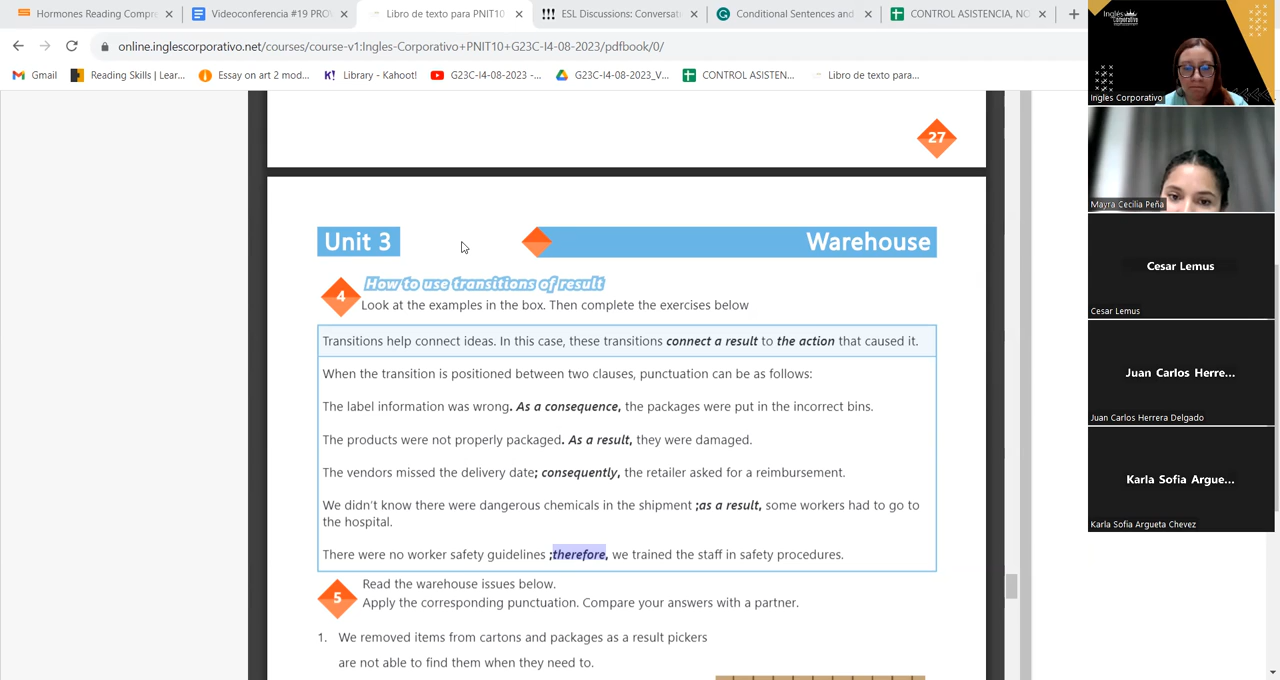 Hormones Reading Compre
Videoconferencia #19 PRO
Libro de texto para PNIT10
ESL Discussions: Conversati
Conditional Sentences and
CONTROL ASISTENCIA, NO
online.inglescorporativo.net/courses/course-v1:Ingles-Corporativo+PNIT10+G23C-I4-08-2023/pdfbook/0/
Gmail
Reading Skills | Lear...
Essay on art 2 mod...
Library - Kahoot!
G23C-I4-08-2023 -...
G23C-I4-08-2023_V...
CONTROL ASISTEN...
Libro de texto para...
27
Unit 3
Warehouse
4
How to use transitions of result
Look at the examples in the box. Then complete the exercises below
Transitions help connect ideas. In this case, these transitions connect a result to the action that caused it.
When the transition is positioned between two clauses, punctuation can be as follows:
The label information was wrong. As a consequence, the packages were put in the incorrect bins.
The products were not properly packaged. As a result, they were damaged.
The vendors missed the delivery date; consequently, the retailer asked for a reimbursement.
We didn't know there were dangerous chemicals in the shipment ;as a result, some workers had to go to
the hospital.
There were no worker safety guidelines ;therefore, we trained the staff in safety procedures.
5
Read the warehouse issues below.
Apply the corresponding punctuation. Compare your answers with a partner.
1. We removed items from cartons and packages as a result pickers
are not able to find them when they need to.
Inglés
Corporativo
Ingles Corporativo
Mayra Cecilia Peña
Cesar Lemus
Cesar Lemus
Juan Carlos Herre...
Juan Carlos Herrera Delgado
Karla Sofia Argue...
Karla Sofia Argueta Chevez